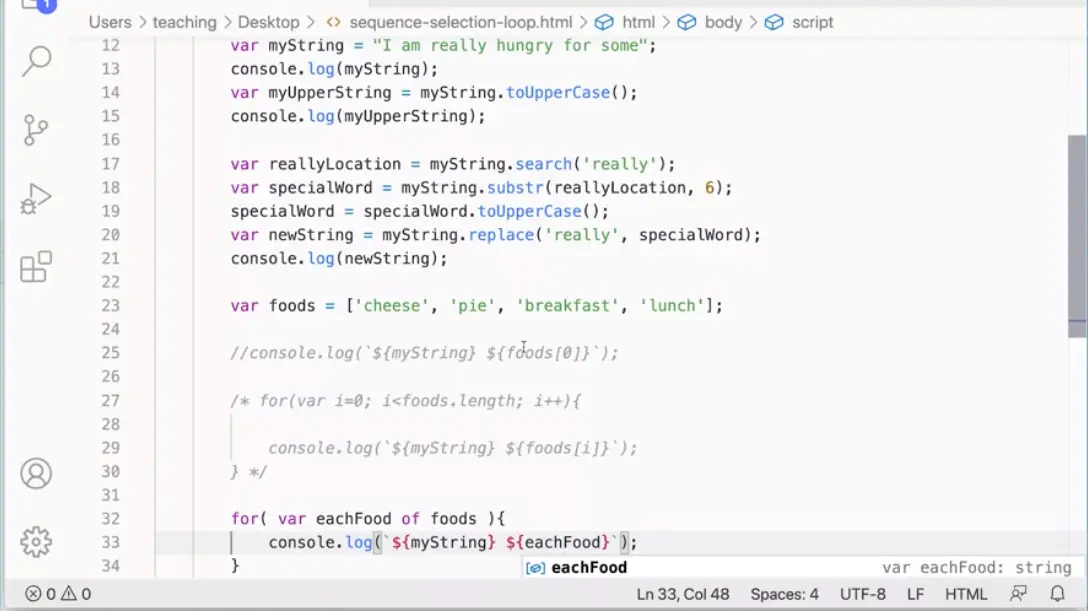 1
Users > teaching > Desktop > <> sequence-selection-loop.html > html > body > script
12 var myString = "I am really hungry for some";
13 console.log(myString);
14 var myUpperString = myString.toUpperCase();
15 console.log(myUpperString);
16
17 var reallyLocation = myString.search('really');
18 var specialWord = myString.substr(reallyLocation, 6);
19 specialWord = specialWord.toUpperCase();
20 var newString = myString.replace('really', specialWord);
21 console.log(newString);
22
23 var foods = ['cheese', 'pie', 'breakfast', 'lunch'];
24
25 //console.log(`${myString} ${foods[0]}`);
26
27 /* for(var i=0; i<foods.length; i++){
28
29 console.log(`${myString} ${foods[i]}`);
30 } */
31
32 for( var eachFood of foods ){
33 console.log(`${myString} ${eachFood}`);
34 }
eachFood var eachFood: string
0 0 Ln 33, Col 48 Spaces: 4 UTF-8 LF HTML